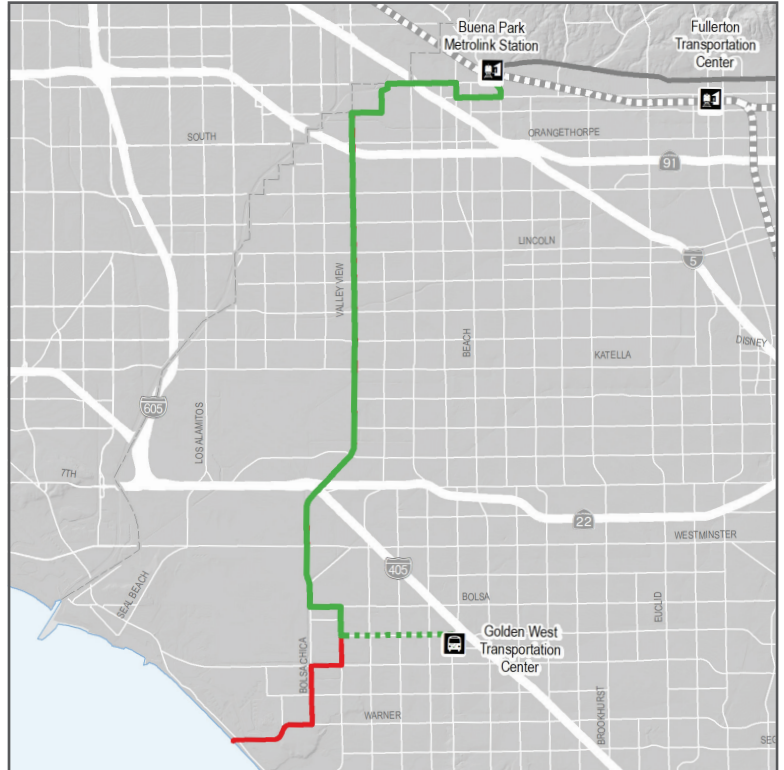 Buena Park
Metrolink Station
Fullerton
Transportation
Center
SOUTH
ORANGETHORPE
91
LINCOLN
5
VALLEY VIEW
BEACH
DISNEY
KATELLA
605
LOS ALAMITOS
7TH
22
WESTMINSTER
405
SEAL BEACH
BOLSA
EUCLID
Golden West
Transportation
Center
BOLSA CHICA
WARNER
BROOKHURST